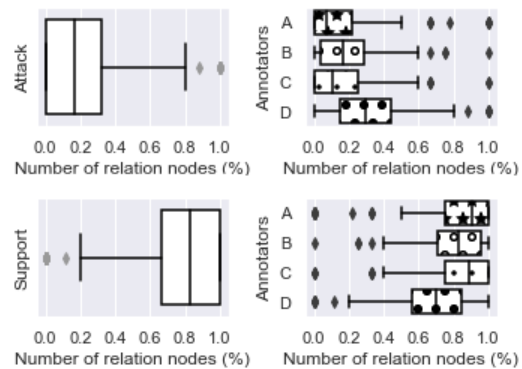 Attack
0.0 0.2 0.4 0.6 0.8 1.0
Number of relation nodes (%)
Annotators
A
B
C
D
0.0 0.2 0.4 0.6 0.8 1.0
Number of relation nodes (%)
Support
0.0 0.2 0.4 0.6 0.8 1.0
Number of relation nodes (%)
Annotators
A
B
C
D
0.0 0.2 0.4 0.6 0.8 1.0
Number of relation nodes (%)